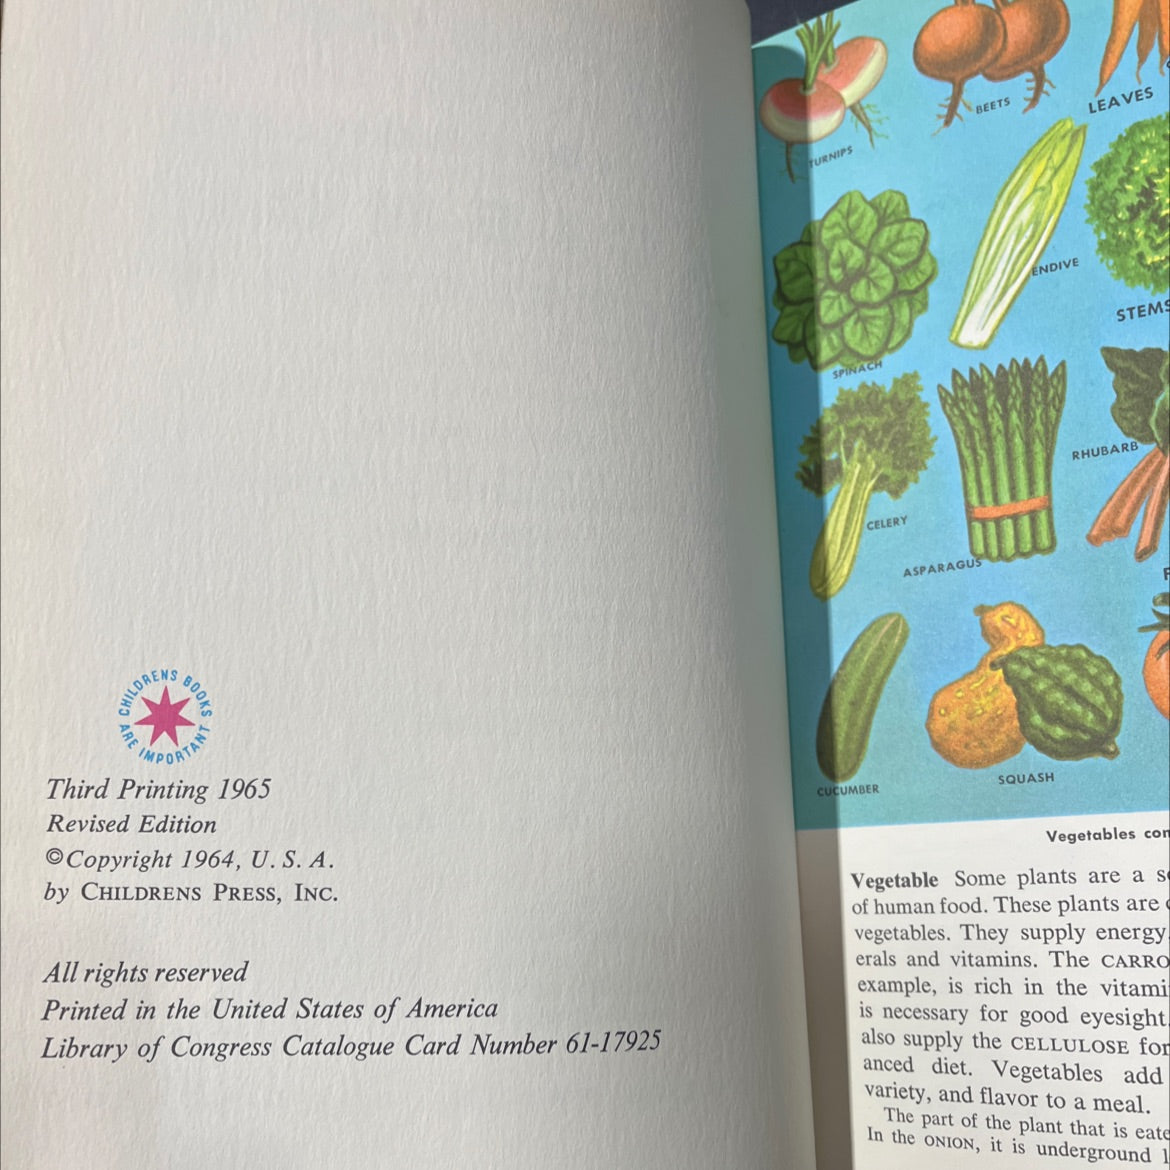 CHILDRENS BOOKS
ARE IMPORTANT
Third Printing 1965
Revised Edition
©Copyright 1964, U. S. A.
by CHILDRENS PRESS, INC.
All rights reserved
Printed in the United States of America
Library of Congress Catalogue Card Number 61-17925
TURNIPS
BEETS
LEAVES
SPINACH
ENDIVE
STEMS
CELERY
ASPARAGUS
RHUBARB
CUCUMBER
SQUASH
Vegetables
Vegetable Some plants are a
of human food. These plants are
vegetables. They supply energy
erals and vitamins. The CARRO
example, is rich in the vitami
is necessary for good eyesight.
also supply the CELLULOSE for
anced diet. Vegetables add
variety, and flavor to a meal.
The part of the plant that is eate
In the ONION, it is underground